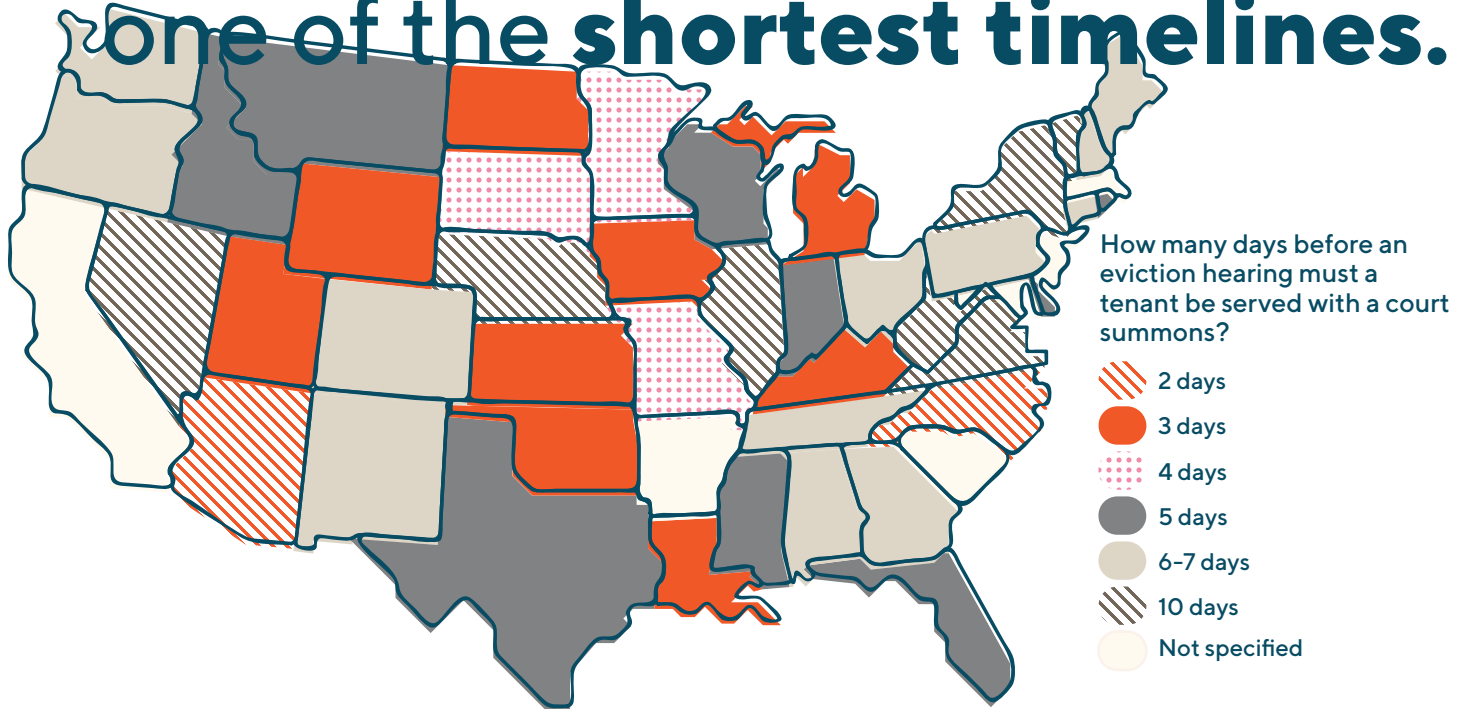 one of the shortest timelines.
How many days before an
eviction hearing must a
tenant be served with a court
summons?
2 days
3 days
4 days
5 days
6-7 days
10 days
Not specified